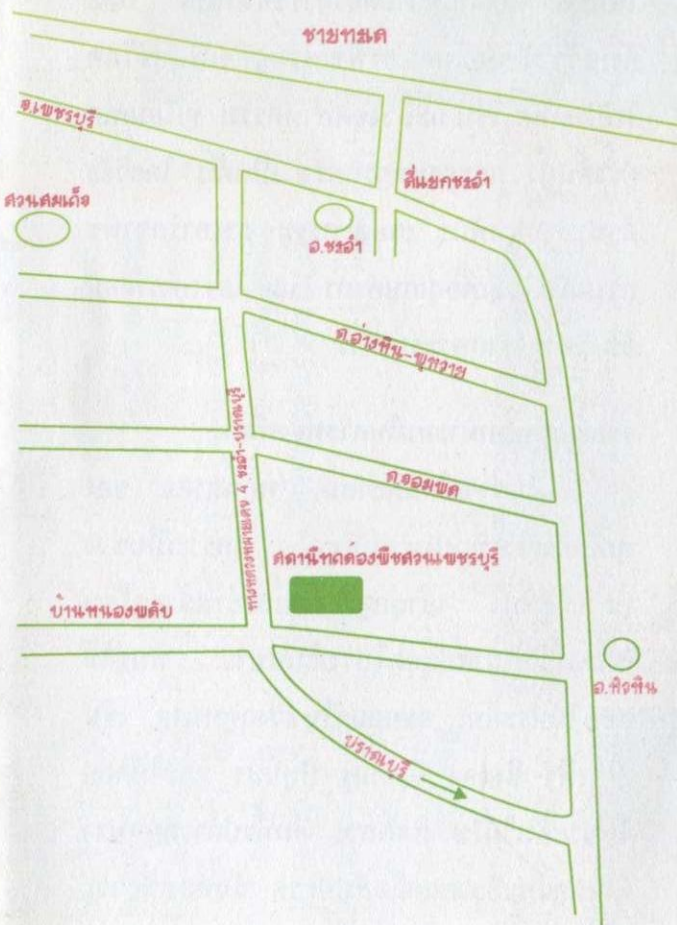 ชายทะเล
จ.เพชรบุรี
สี่แยกชะอำ
สวนสมเด็จ
อ.ชะอำ
ถ.อ่างหิน-พุหวาย
ทางหลวงหมายเลข 4 ชะอำ-ปราณบุรี
ถ.จอมพล
สถานีทดลองพืชสวนเพชรบุรี
บ้านหนองพลับ
อ.หัวหิน
ปราณบุรี